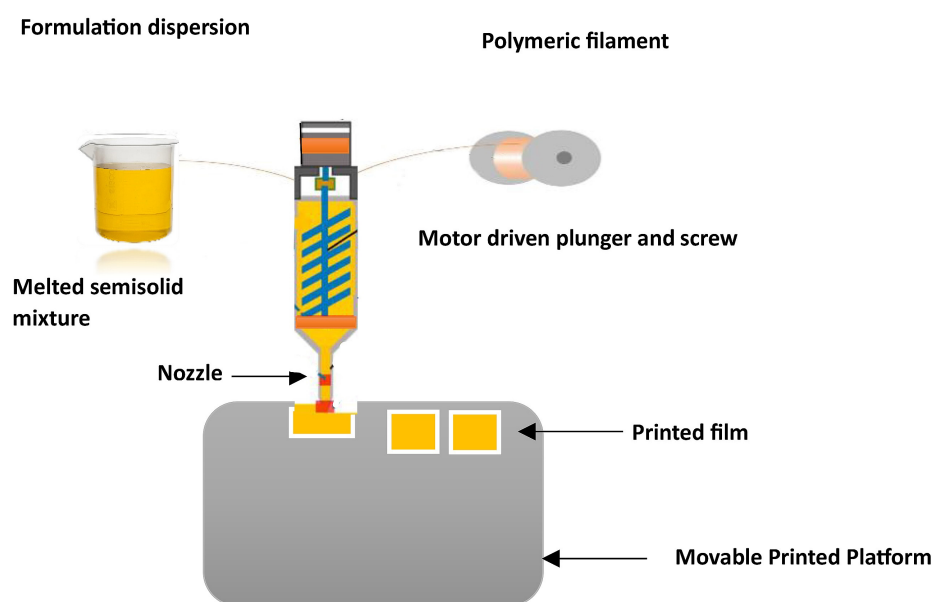 Formulation dispersion
Polymeric filament
Motor driven plunger and screw
Melted semisolid
mixture
Nozzle
Printed film
Movable Printed Platform